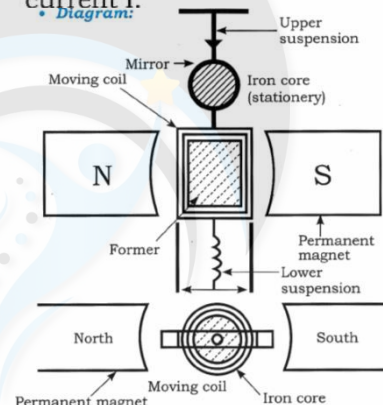 current I.
• Diagram:
Upper
suspension
Mirror
Moving coil
Iron core
(stationery)
N
S
Former
Permanent
magnet
Lower
suspension
North
South
Moving coil
Permanent magnet
Iron core